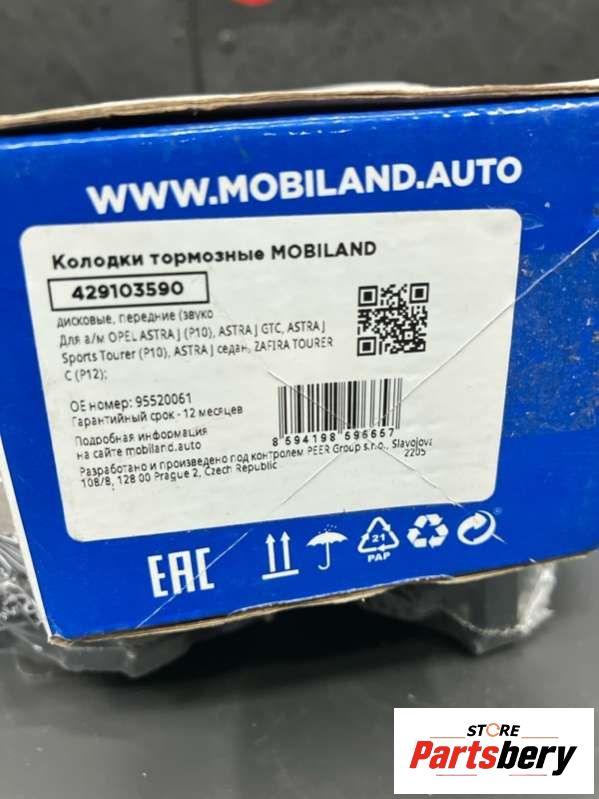 WWW.MOBILAND.AUTO
Колодки тормозные MOBILAND
429103590
дисковые, передние (звуко
Для а/м OPEL ASTRA J (P10), ASTRA J GTC, ASTRA J
Sports Tourer (P10), ASTRA J седан, ZAFIRA TOURER
C (P12);
OE номер: 95520061
Гарантийный срок - 12 месяцев
Подробная информация
на сайте mobiland.auto
8 594198 596657
2205
Разработано и произведено под контролем PEER Group s.r.o., Slavojova
108/8, 128 00 Prague 2, Czech Republic
EAC
21
PAP
STORE
Partsbery